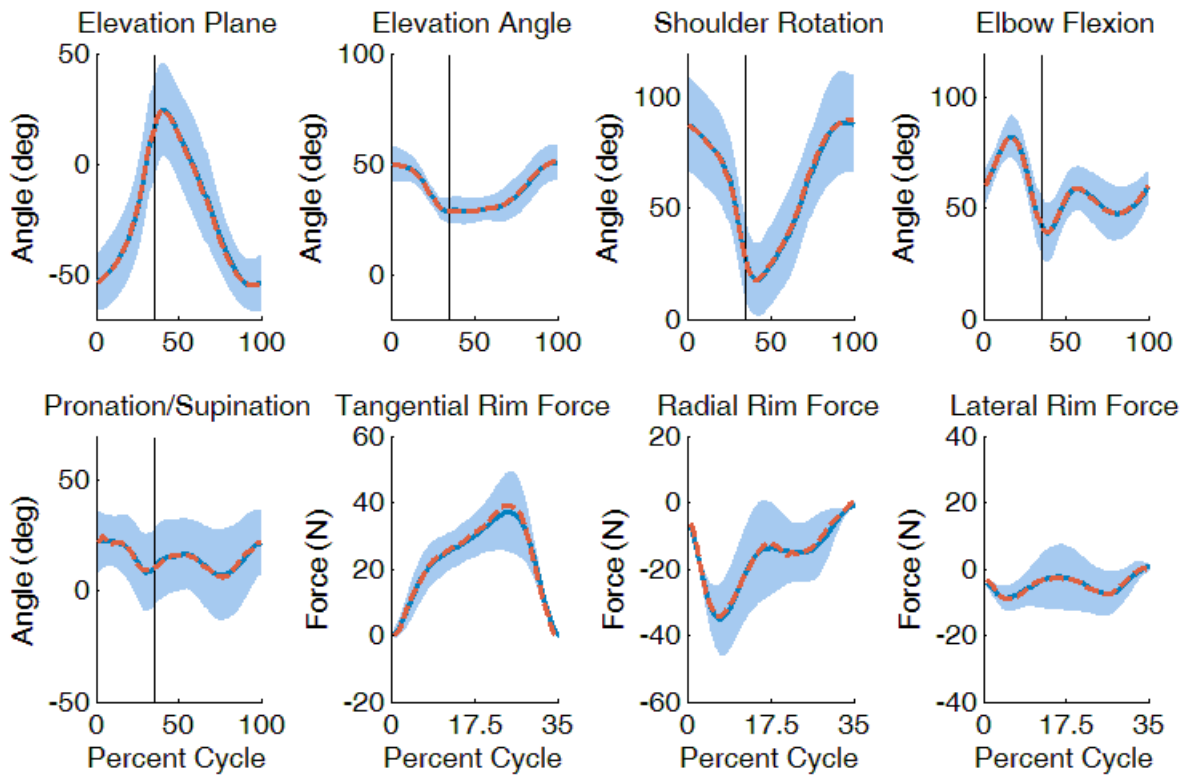 Elevation Plane Elevation Angle Shoulder Rotation Elbow Flexion
50 100
100 100
0 50
50 50
-50 0
0 0
0 50 100 0 50 100 0 50 100 0 50 100
Angle (deg) Angle (deg) Angle (deg) Angle (deg)
Pronation/Supination Tangential Rim Force Radial Rim Force Lateral Rim Force
60 20 40
50
40 0 20
0 20 -20 0
0 -40 -20
-50 -20 -60 -40
0 50 100 0 17.5 35 0 17.5 35 0 17.5 35
Angle (deg) Force (N) Force (N) Force (N)
Percent Cycle Percent Cycle Percent Cycle Percent Cycle